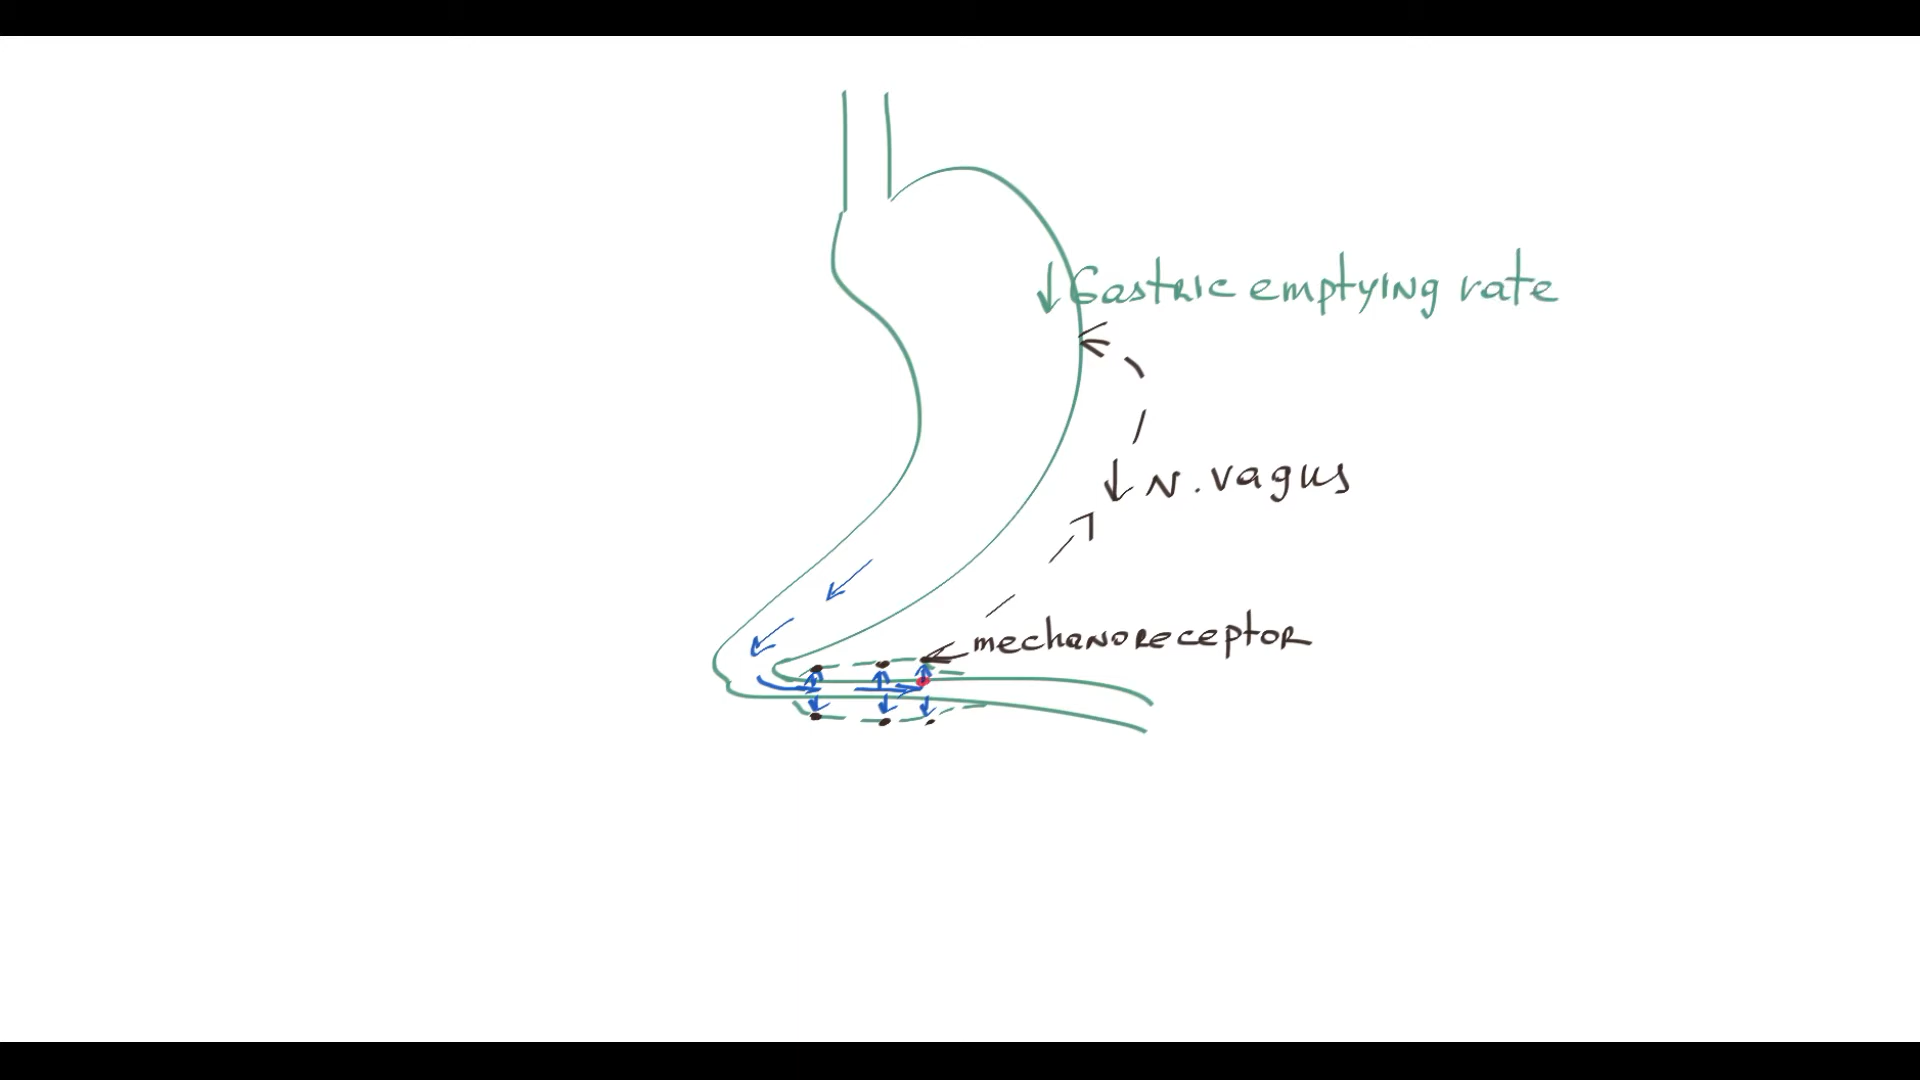 ↓ Gastric emptying rate
↓ N. vagus
mechanoreceptor